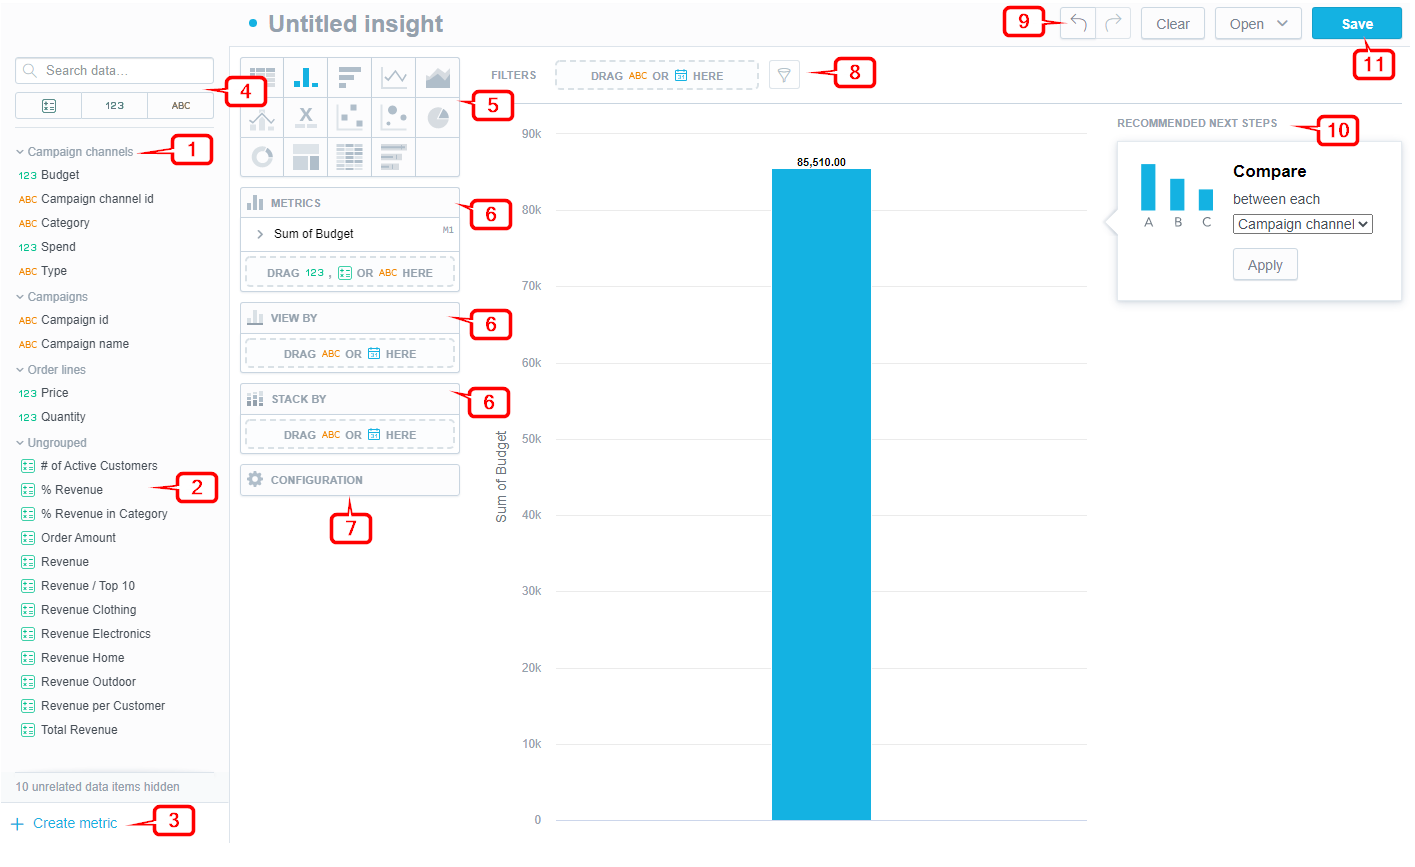 Untitled insight
9
Clear
Open
Save
11
Search data...
4
123
ABC
1
Campaign channels
123 Budget
ABC Campaign channel id
ABC Category
123 Spend
ABC Type
Campaigns
ABC Campaign id
ABC Campaign name
Order lines
123 Price
123 Quantity
Ungrouped
# of Active Customers
% Revenue
2
% Revenue in Category
Order Amount
Revenue
Revenue / Top 10
Revenue Clothing
Revenue Electronics
Revenue Home
Revenue Outdoor
Revenue per Customer
Total Revenue
10 unrelated data items hidden
Create metric
3
X
5
METRICS
6
Sum of Budget
M1
DRAG 123 , OR ABC HERE
VIEW BY
6
DRAG ABC OR 31 HERE
STACK BY
6
DRAG ABC OR 31 HERE
CONFIGURATION
7
FILTERS
DRAG ABC OR 31 HERE
8
90k
80k
70k
60k
50k
40k
30k
20k
10k
0
Sum of Budget
85,510.00
RECOMMENDED NEXT STEPS
10
A B C
Compare
between each
Campaign channel
Apply